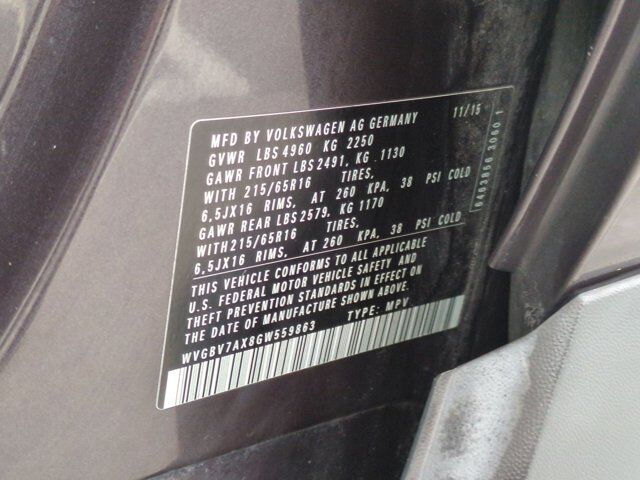 MFD BY VOLKSWAGEN AG GERMANY 11/15
GVWR LBS 4960 KG 2250
GAWR FRONT LBS 2491, KG 1130
WITH 215/65R16 TIRES,
6,5JX16 RIMS, AT 260 KPA, 38 PSI COLD
GAWR REAR LBS 2579, KG 1170
WITH 215/65R16 TIRES,
6,5JX16 RIMS, AT 260 KPA, 38 PSI COLD
THIS VEHICLE CONFORMS TO ALL APPLICABLE
U.S. FEDERAL MOTOR VEHICLE SAFETY AND
THEFT PREVENTION STANDARDS IN EFFECT ON
THE DATE OF MANUFACTURE SHOWN ABOVE.
WVGBV7AX8GW559863 TYPE: MPV